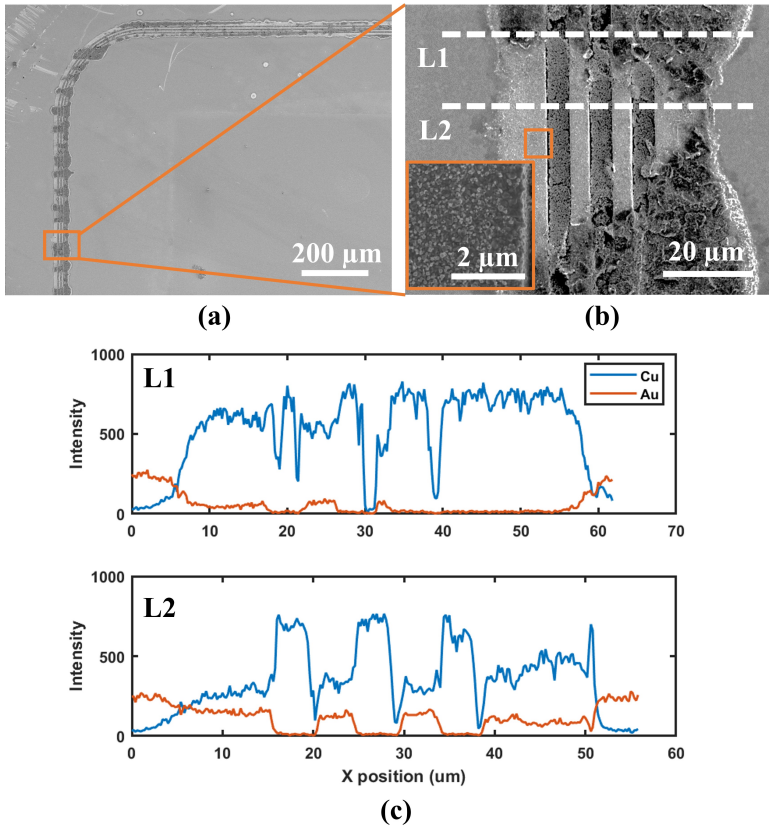 200 µm
L1
L2
2 µm
20 µm
(a)
(b)
L1
Cu
Au
Intensity
1000
500
0
0 10 20 30 40 50 60 70
L2
Intensity
1000
500
0
0 10 20 30 40 50 60
X position (um)
(c)